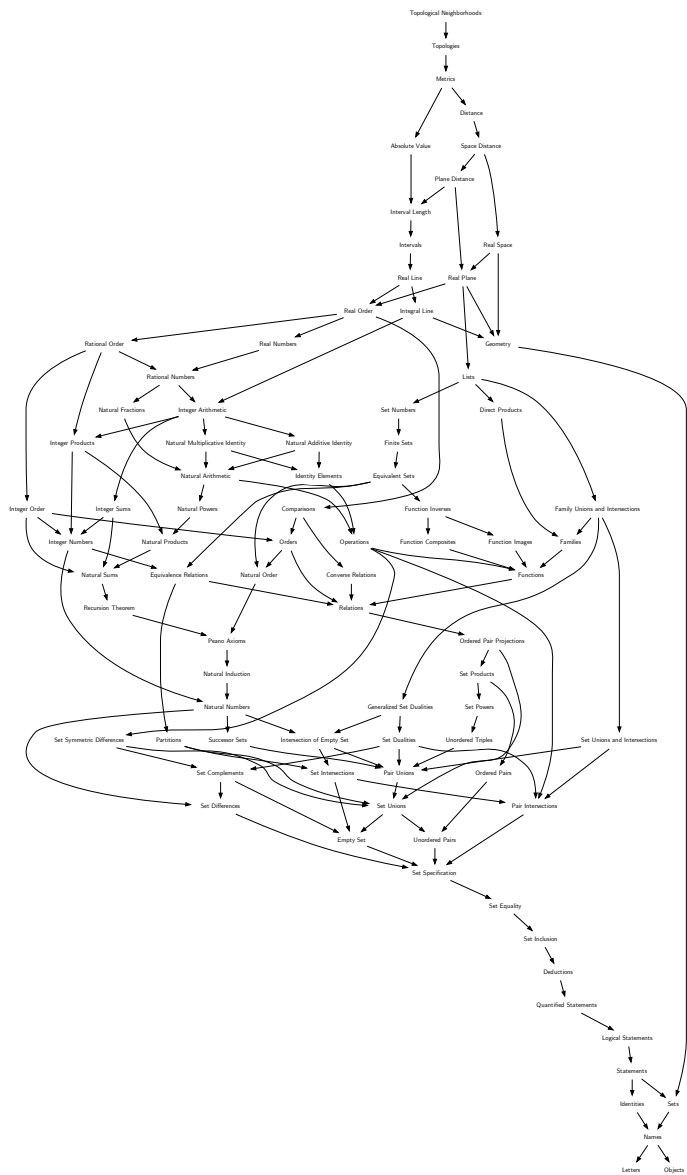 Topological Neighborhoods
Topologies
Metrics
Distance
Absolute Value
Space Distance
Plane Distance
Interval Length
Intervals
Real Space
Real Line
Real Plane
Real Order
Integral Line
Rational Order
Real Numbers
Geometry
Rational Numbers
Lists
Natural Fractions
Integer Arithmetic
Set Numbers
Direct Products
Integer Products
Natural Multiplicative Identity
Natural Additive Identity
Finite Sets
Natural Arithmetic
Identity Elements
Equivalent Sets
Integer Order
Integer Sums
Natural Powers
Comparisons
Function Inverses
Family Unions and Intersections
Integer Numbers
Natural Products
Orders
Operations
Function Composites
Function Images
Families
Natural Sums
Equivalence Relations
Natural Order
Converse Relations
Functions
Recursion Theorem
Relations
Peano Axioms
Ordered Pair Projections
Natural Induction
Set Products
Natural Numbers
Generalized Set Dualities
Set Powers
Set Symmetric Differences
Partitions
Successor Sets
Intersection of Empty Set
Set Dualities
Unordered Triples
Set Unions and Intersections
Set Complements
Set Intersections
Pair Unions
Ordered Pairs
Set Differences
Set Unions
Pair Intersections
Empty Set
Unordered Pairs
Set Specification
Set Equality
Set Inclusion
Deductions
Quantified Statements
Logical Statements
Statements
Identities
Sets
Names
Letters
Objects